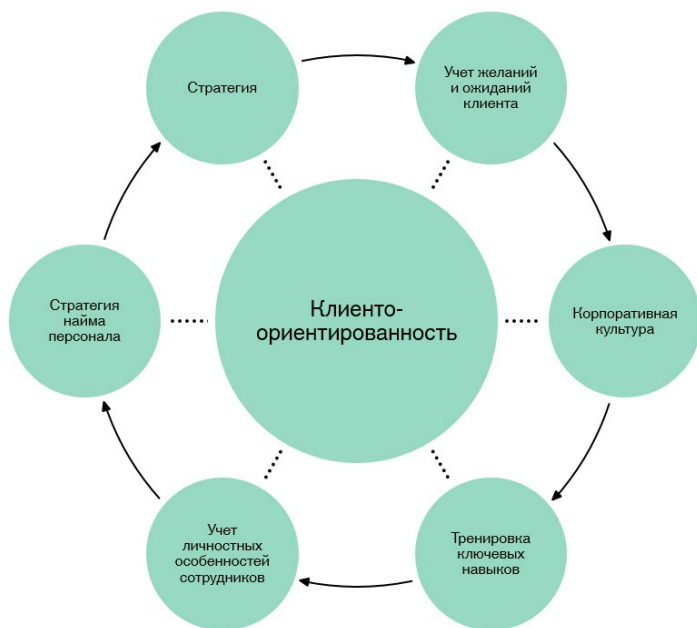 Стратегия
Учет желаний
и ожиданий
клиента
Корпоративная
культура
Тренировка
ключевых
навыков
Учет
личностных
особенностей
сотрудников
Стратегия
найма
персонала
Клиенто-
ориентированность